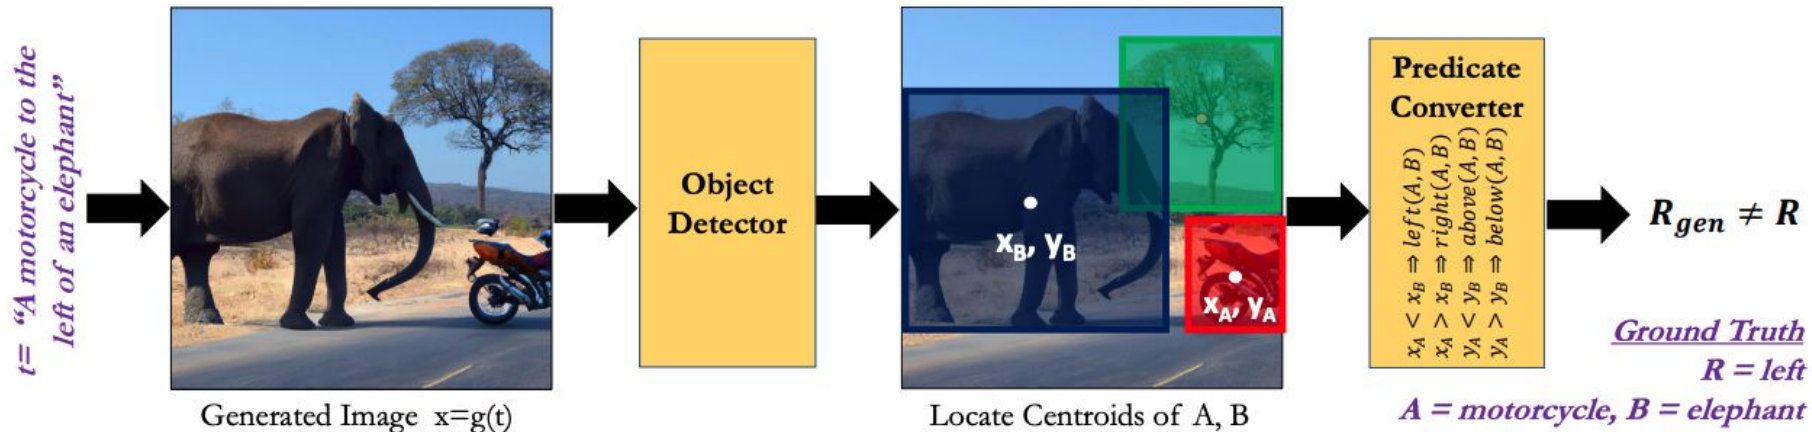 t= “A motorcycle to the
left of an elephant”
Generated Image x=g(t)
Object
Detector
x_B, y_B
x_A, y_A
Locate Centroids of A, B
Predicate
Converter
x_A < x_B ⇒ left(A, B)
x_A > x_B ⇒ right(A, B)
y_A < y_B ⇒ above(A, B)
y_A > y_B ⇒ below(A, B)
R_gen ≠ R
Ground Truth
R = left
A = motorcycle, B = elephant